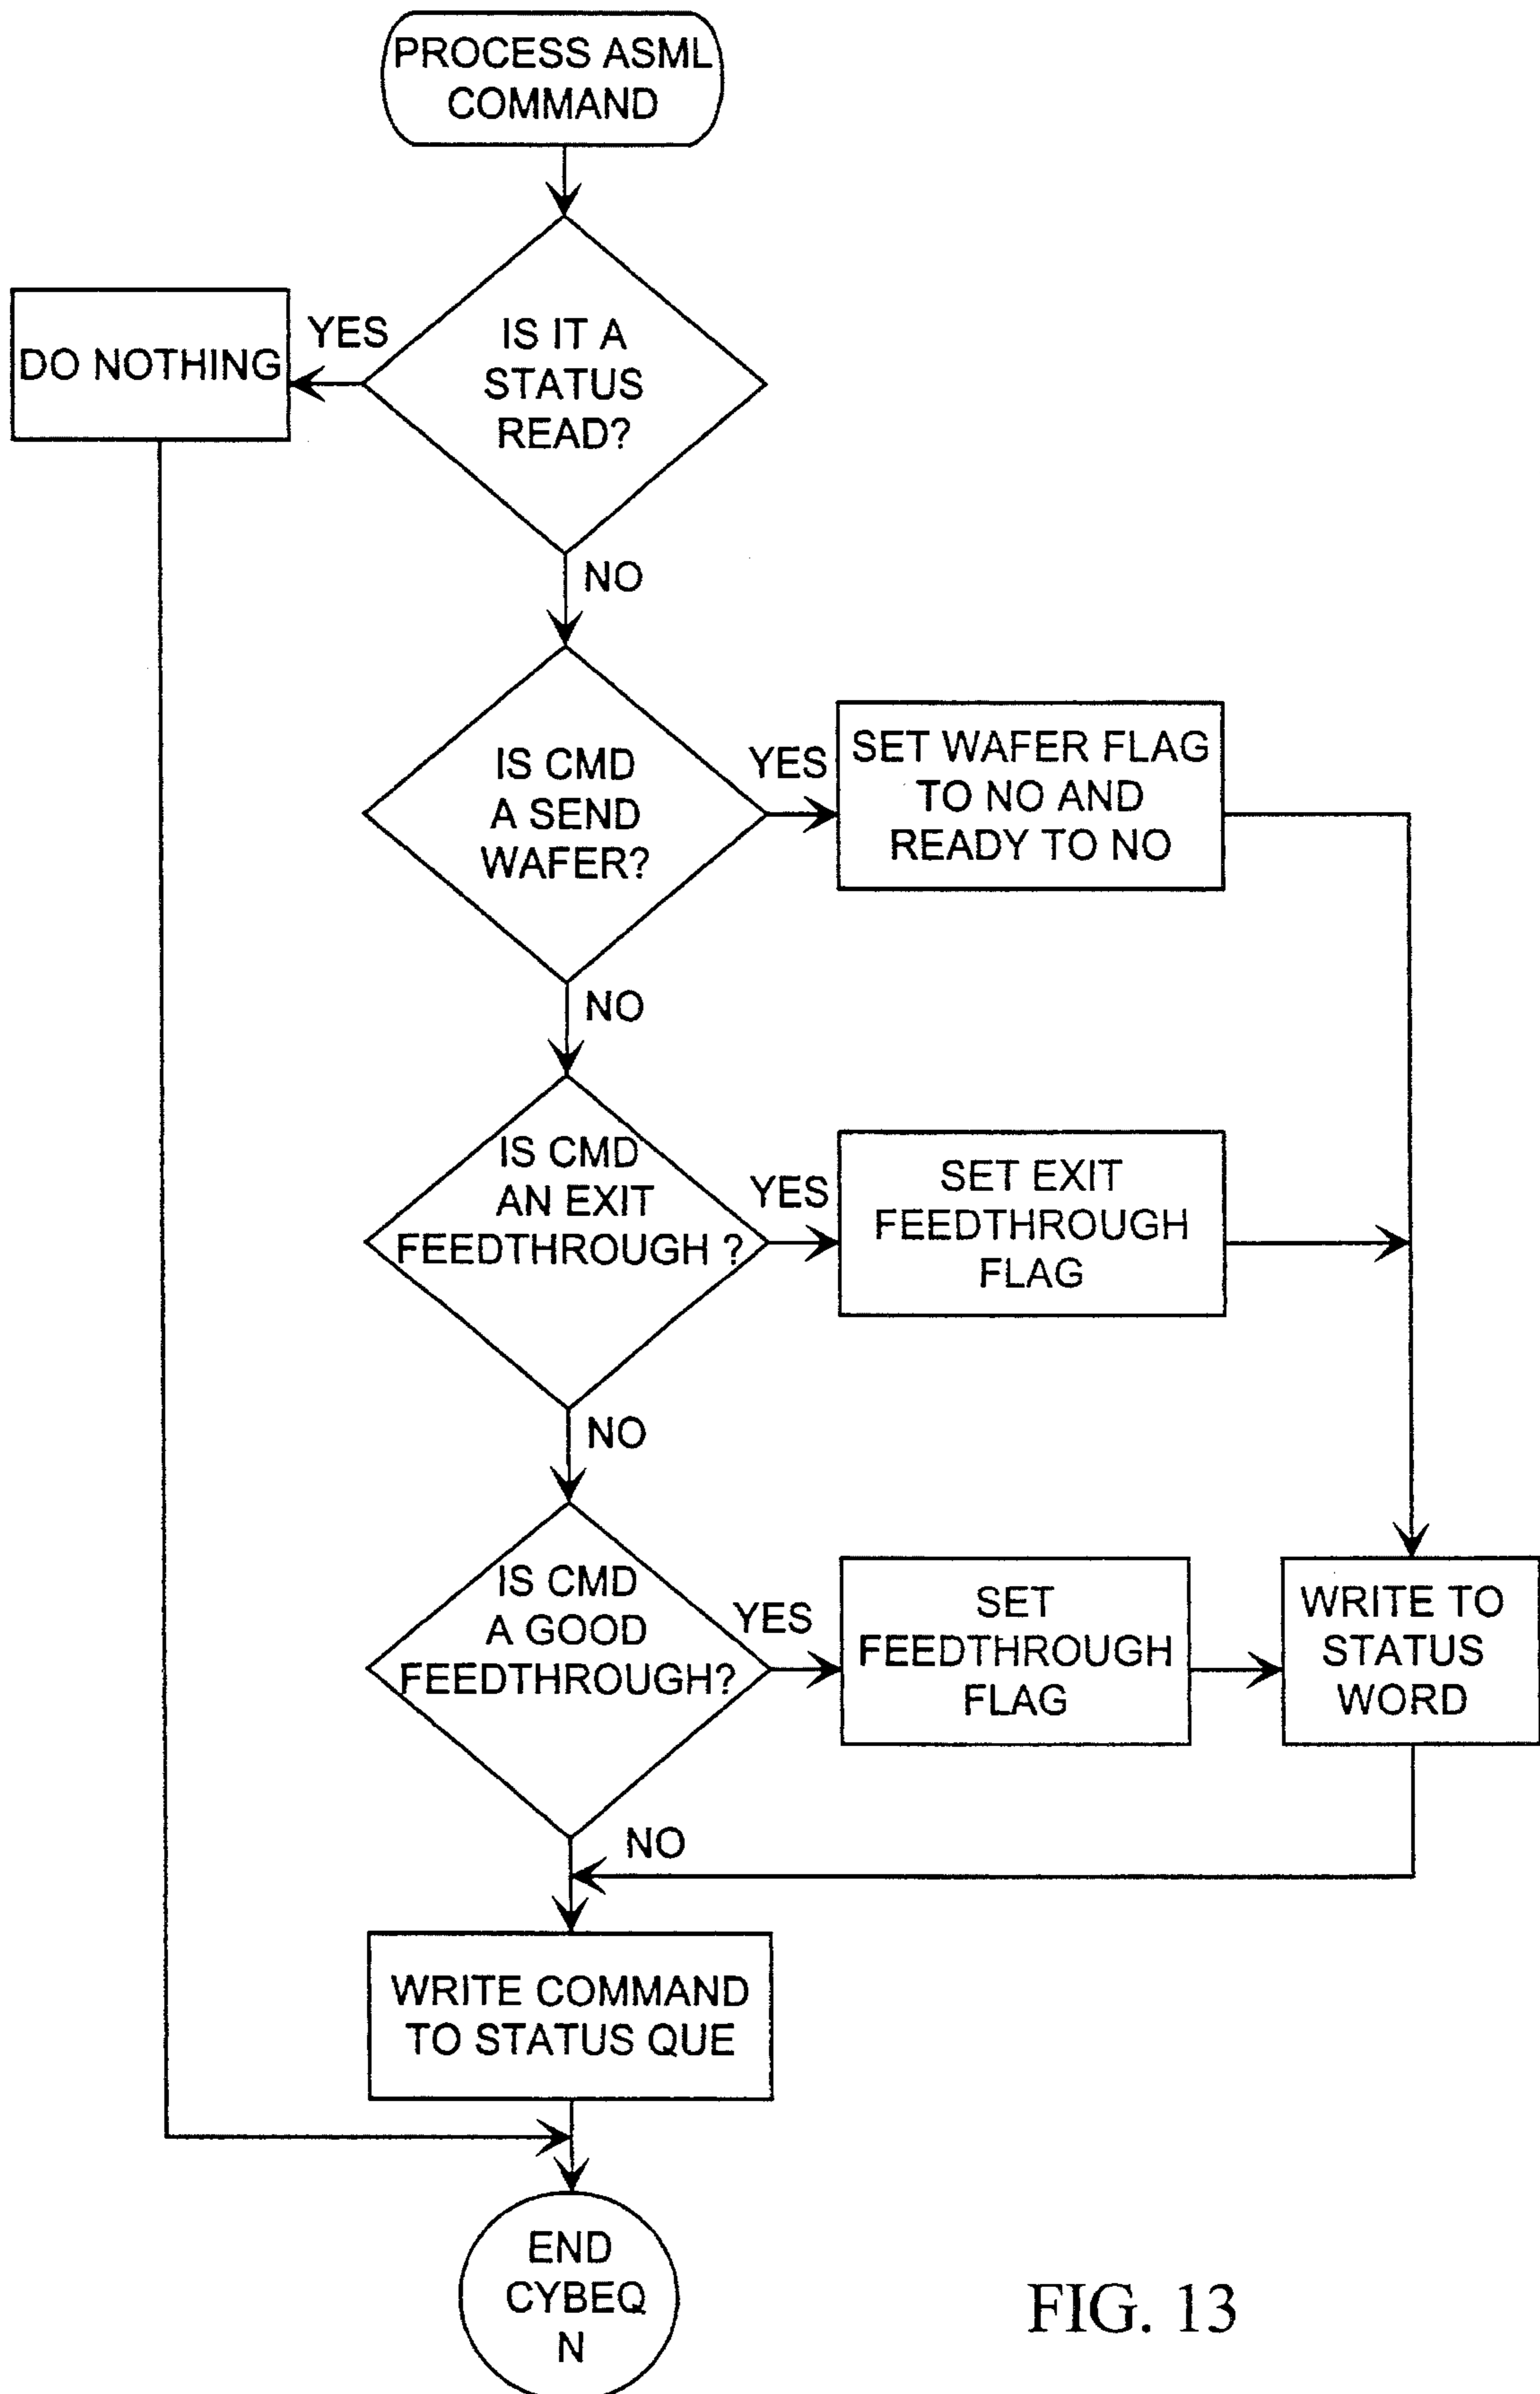 PROCESS ASML
COMMAND
IS IT A
STATUS
READ?
YES
DO NOTHING
NO
IS CMD
A SEND
WAFER?
YES
SET WAFER FLAG
TO NO AND
READY TO NO
NO
IS CMD
AN EXIT
FEEDTHROUGH ?
YES
SET EXIT
FEEDTHROUGH
FLAG
NO
IS CMD
A GOOD
FEEDTHROUGH?
YES
SET
FEEDTHROUGH
FLAG
WRITE TO
STATUS
WORD
NO
WRITE COMMAND
TO STATUS QUE
END
CYBEQ
N
FIG. 13